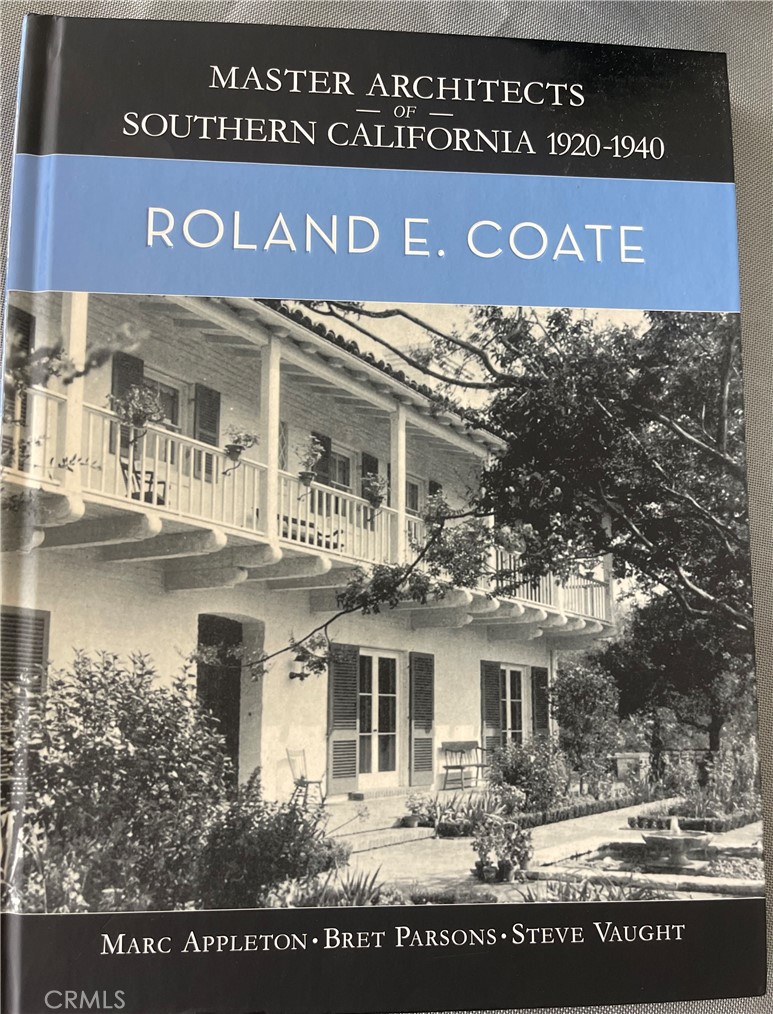 MASTER ARCHITECTS
— OF —
SOUTHERN CALIFORNIA 1920-1940
ROLAND E. COATE
MARC APPLETON • BRET PARSONS • STEVE VAUGHT
CRMLS